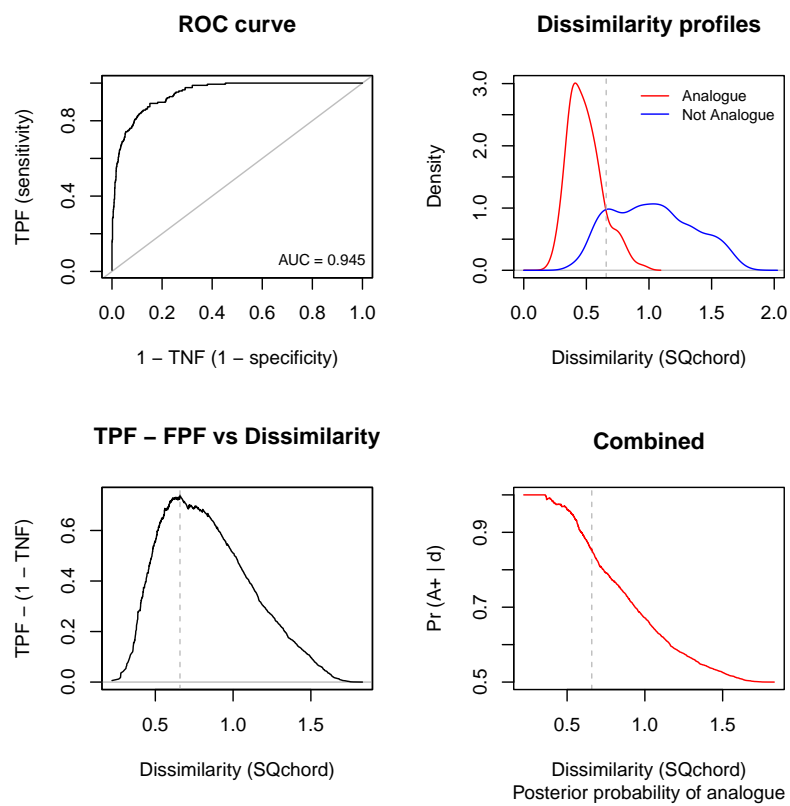 ROC curve
TPF (sensitivity)
0.0 0.4 0.8
AUC = 0.945
0.0 0.2 0.4 0.6 0.8 1.0
1 − TNF (1 − specificity)
Dissimilarity profiles
Density
0.0 1.0 2.0 3.0
Analogue
Not Analogue
0.0 0.5 1.0 1.5 2.0
Dissimilarity (SQchord)
TPF − FPF vs Dissimilarity
TPF − (1 − TNF)
0.0 0.2 0.4 0.6
0.5 1.0 1.5
Dissimilarity (SQchord)
Combined
Pr (A+ | d)
0.5 0.7 0.9
0.5 1.0 1.5
Dissimilarity (SQchord)
Posterior probability of analogue